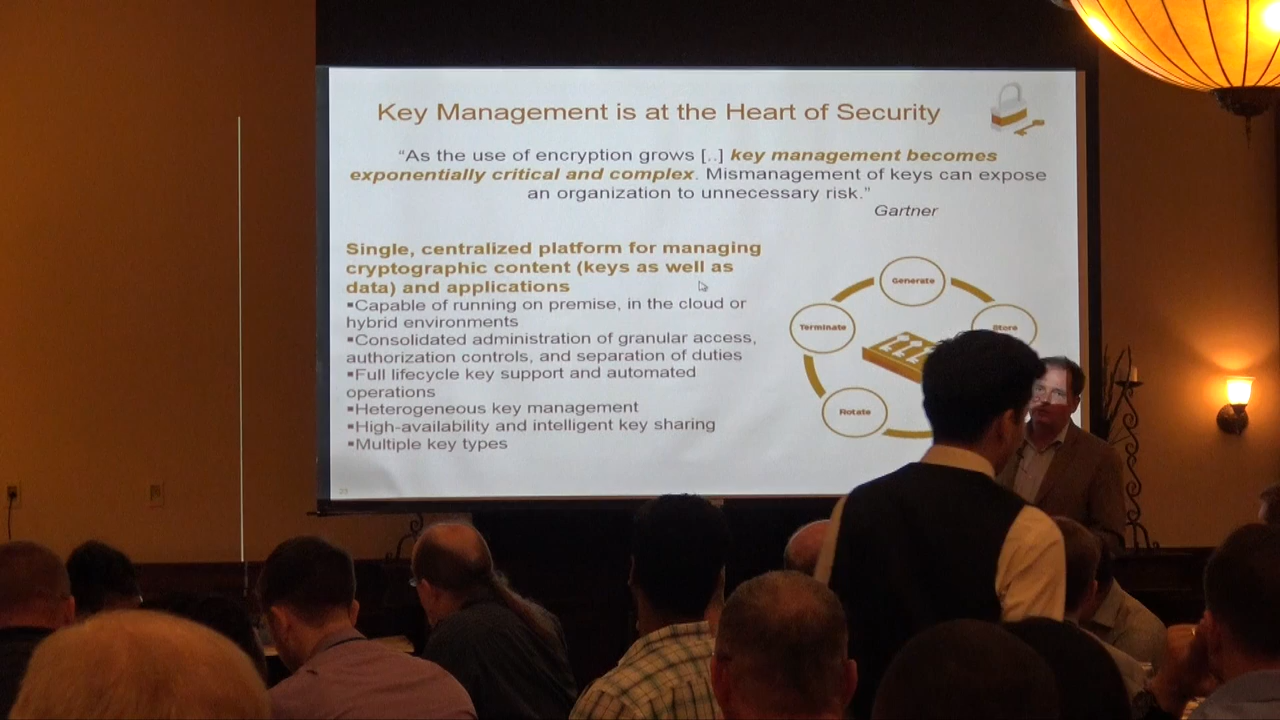 Key Management is at the Heart of Security
“As the use of encryption grows [..] key management becomes
exponentially critical and complex. Mismanagement of keys can expose
an organization to unnecessary risk.”
Gartner
Single, centralized platform for managing
cryptographic content (keys as well as
data) and applications
▪Capable of running on premise, in the cloud or
hybrid environments
▪Consolidated administration of granular access,
authorization controls, and separation of duties
▪Full lifecycle key support and automated
operations
▪Heterogeneous key management
▪High-availability and intelligent key sharing
▪Multiple key types
Generate
Terminate
Store
Rotate